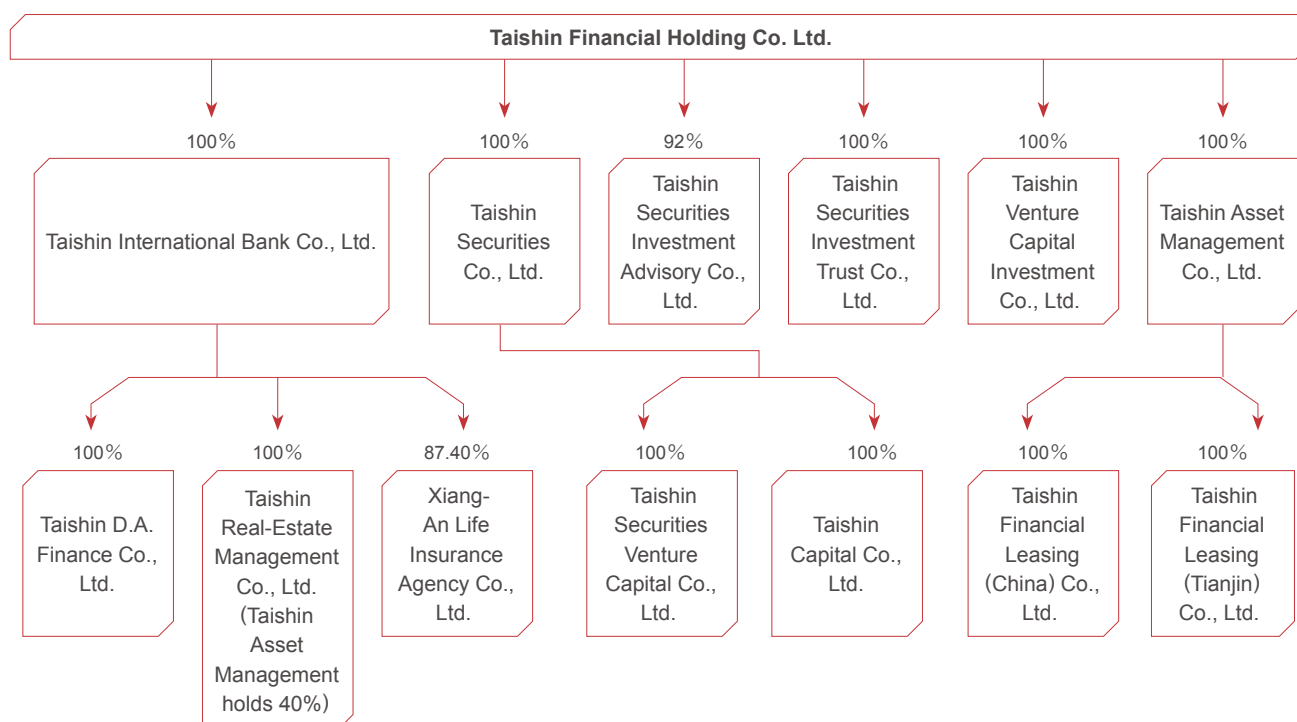 Taishin Financial Holding Co. Ltd.
100%
100%
92%
100%
100%
100%
Taishin International Bank Co., Ltd.
Taishin
Securities
Co., Ltd.
Taishin
Securities
Investment
Advisory Co.,
Ltd.
Taishin
Securities
Investment
Trust Co.,
Ltd.
Taishin
Venture
Capital
Investment
Co., Ltd.
Taishin Asset
Management
Co., Ltd.
100%
100%
87.40%
100%
100%
100%
100%
Taishin D.A.
Finance Co.,
Ltd.
Taishin
Real-Estate
Management
Co., Ltd.
(Taishin
Asset
Management
holds 40%)
Xiang-
An Life
Insurance
Agency Co.,
Ltd.
Taishin
Securities
Venture
Capital Co.,
Ltd.
Taishin
Capital Co.,
Ltd.
Taishin
Financial
Leasing
(China) Co.,
Ltd.
Taishin
Financial
Leasing
(Tianjin)
Co., Ltd.